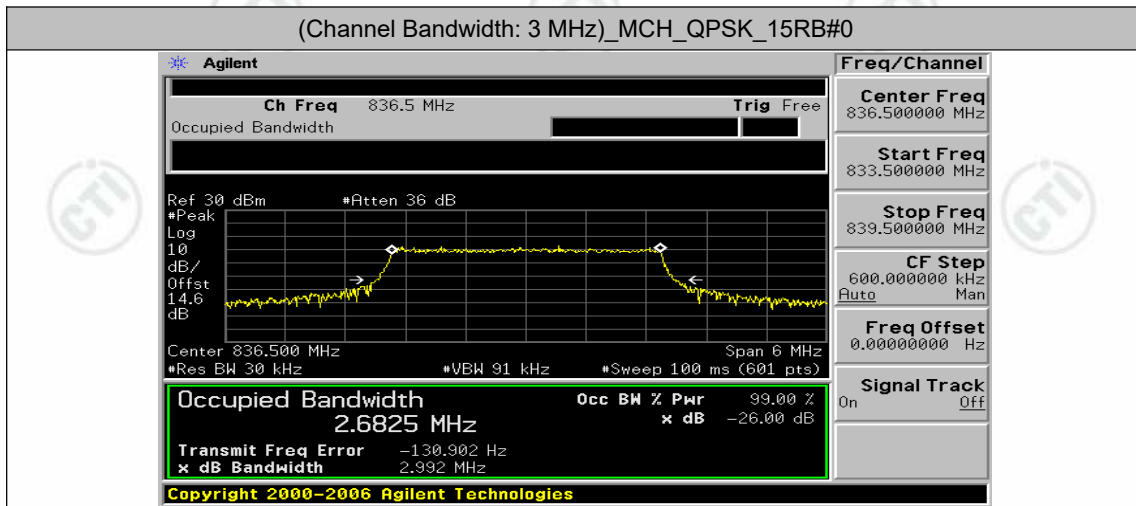 (Channel Bandwidth: 3 MHz)_MCH_QPSK_15RB#0
Agilent
Freq/Channel
Ch Freq 836.5 MHz Trig Free
Occupied Bandwidth
Center Freq
836.500000 MHz
Start Freq
833.500000 MHz
Stop Freq
839.500000 MHz
CF Step
600.000000 kHz
Auto Man
Freq Offset
0.00000000 Hz
Signal Track
On Off
Ref 30 dBm #Atten 36 dB
#Peak
Log
10
dB/
Offst
14.6
dB
Center 836.500 MHz Span 6 MHz
#Res BW 30 kHz #VBW 91 kHz #Sweep 100 ms (601 pts)
Occupied Bandwidth Occ BW % Pwr 99.00 %
2.6825 MHz x dB -26.00 dB
Transmit Freq Error -130.902 Hz
x dB Bandwidth 2.992 MHz
Copyright 2000-2006 Agilent Technologies
CTI
CTI